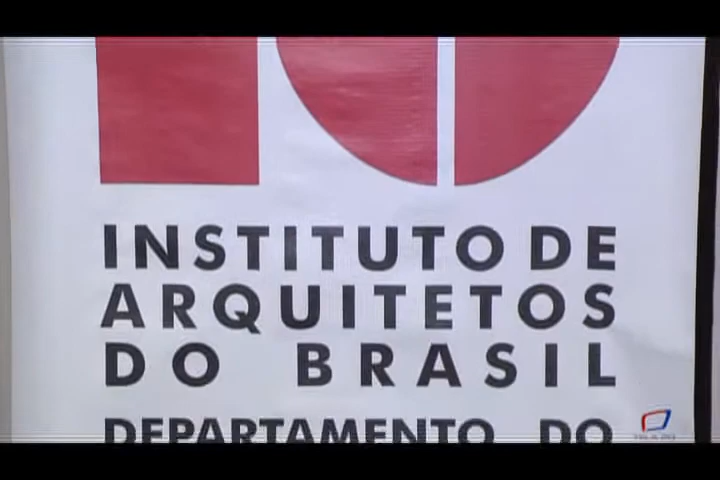 INSTITUTO DE
ARQUITETOS
DO BRASIL
DEPARTAMENTO DO